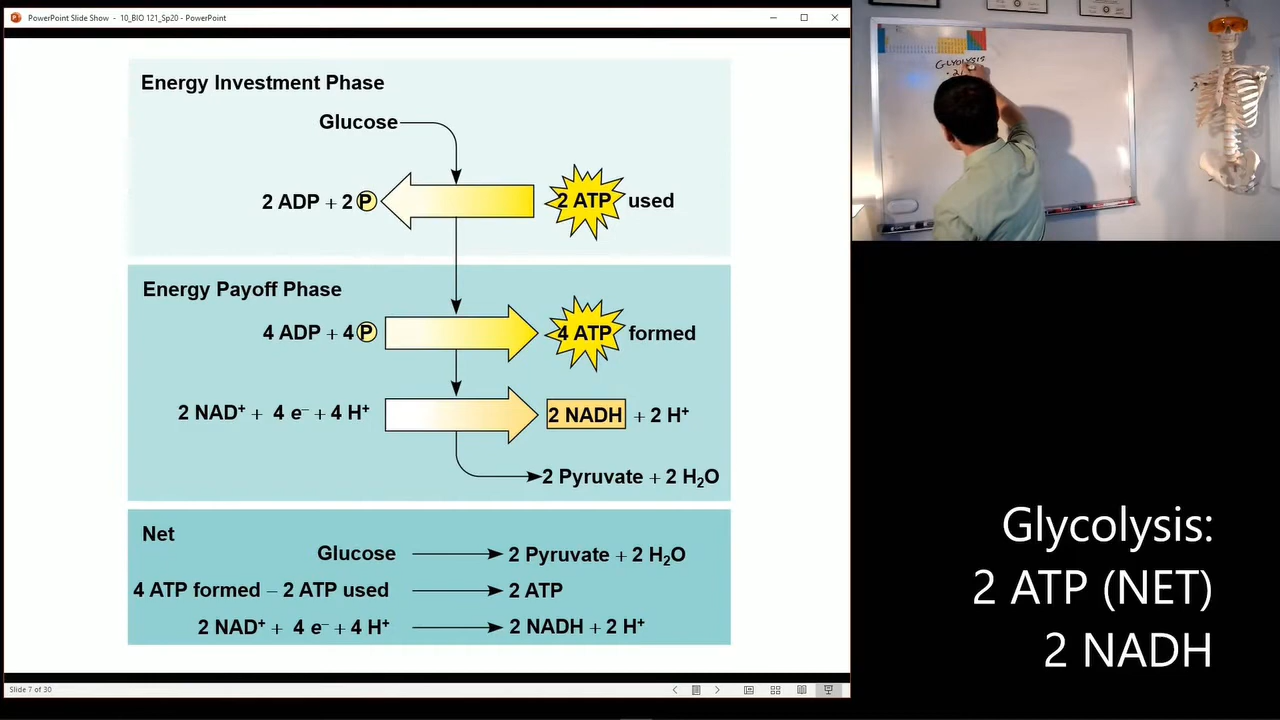 PowerPoint Slide Show - 10_BIO 121_Sp20 - PowerPoint
Energy Investment Phase
Glucose
2 ADP + 2 P
2 ATP used
Energy Payoff Phase
4 ADP + 4 P
4 ATP formed
2 NAD⁺ + 4 e⁻ + 4 H⁺
2 NADH + 2 H⁺
2 Pyruvate + 2 H₂O
Net
Glucose
2 Pyruvate + 2 H₂O
4 ATP formed – 2 ATP used
2 ATP
2 NAD⁺ + 4 e⁻ + 4 H⁺
2 NADH + 2 H⁺
Slide 7 of 30
Glycolysis:
2 ATP (NET)
2 NADH